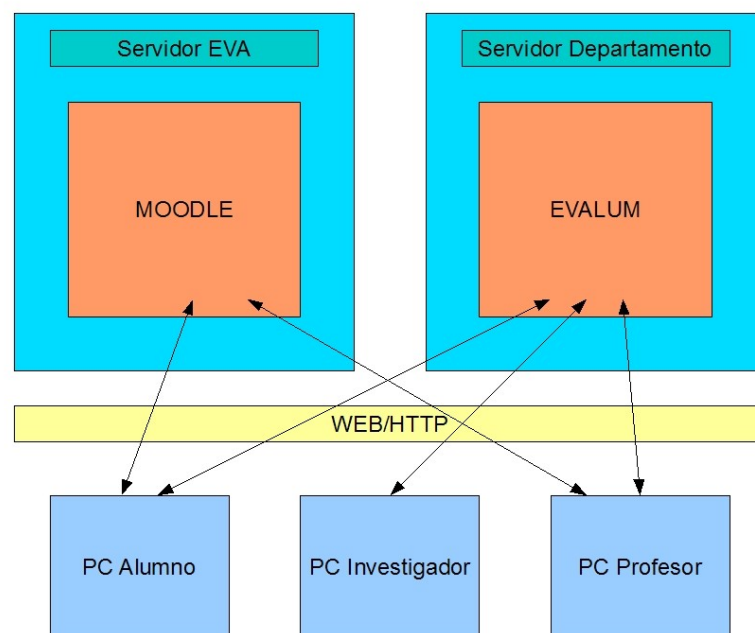 Servidor EVA
Servidor Departamento
MOODLE
EVALUM
WEB/HTTP
PC Alumno
PC Investigador
PC Profesor